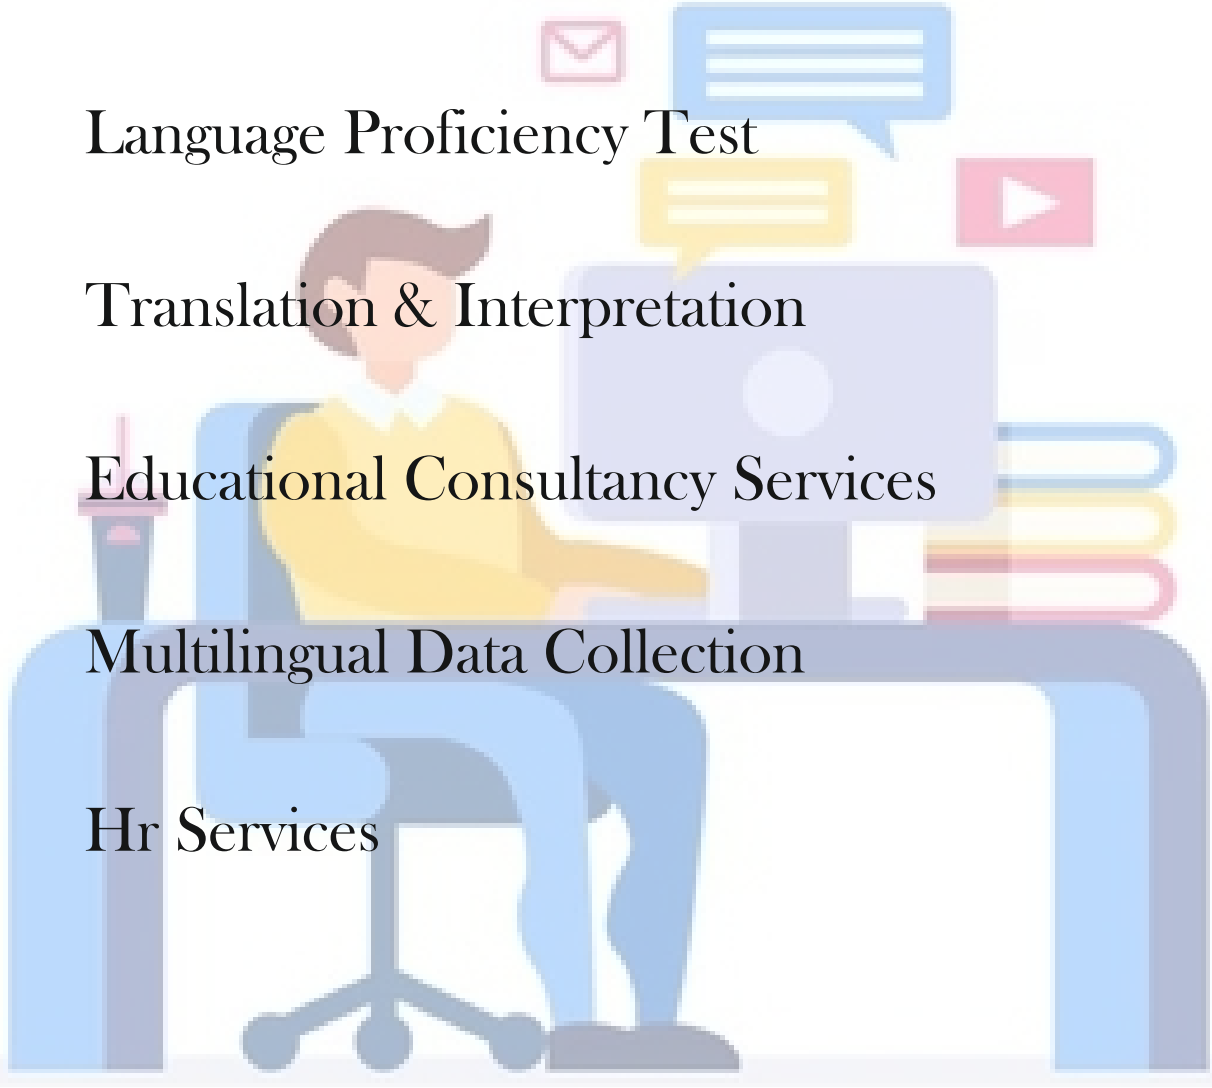 Language Proficiency Test
Translation & Interpretation
Educational Consultancy Services
Multilingual Data Collection
Hr Services